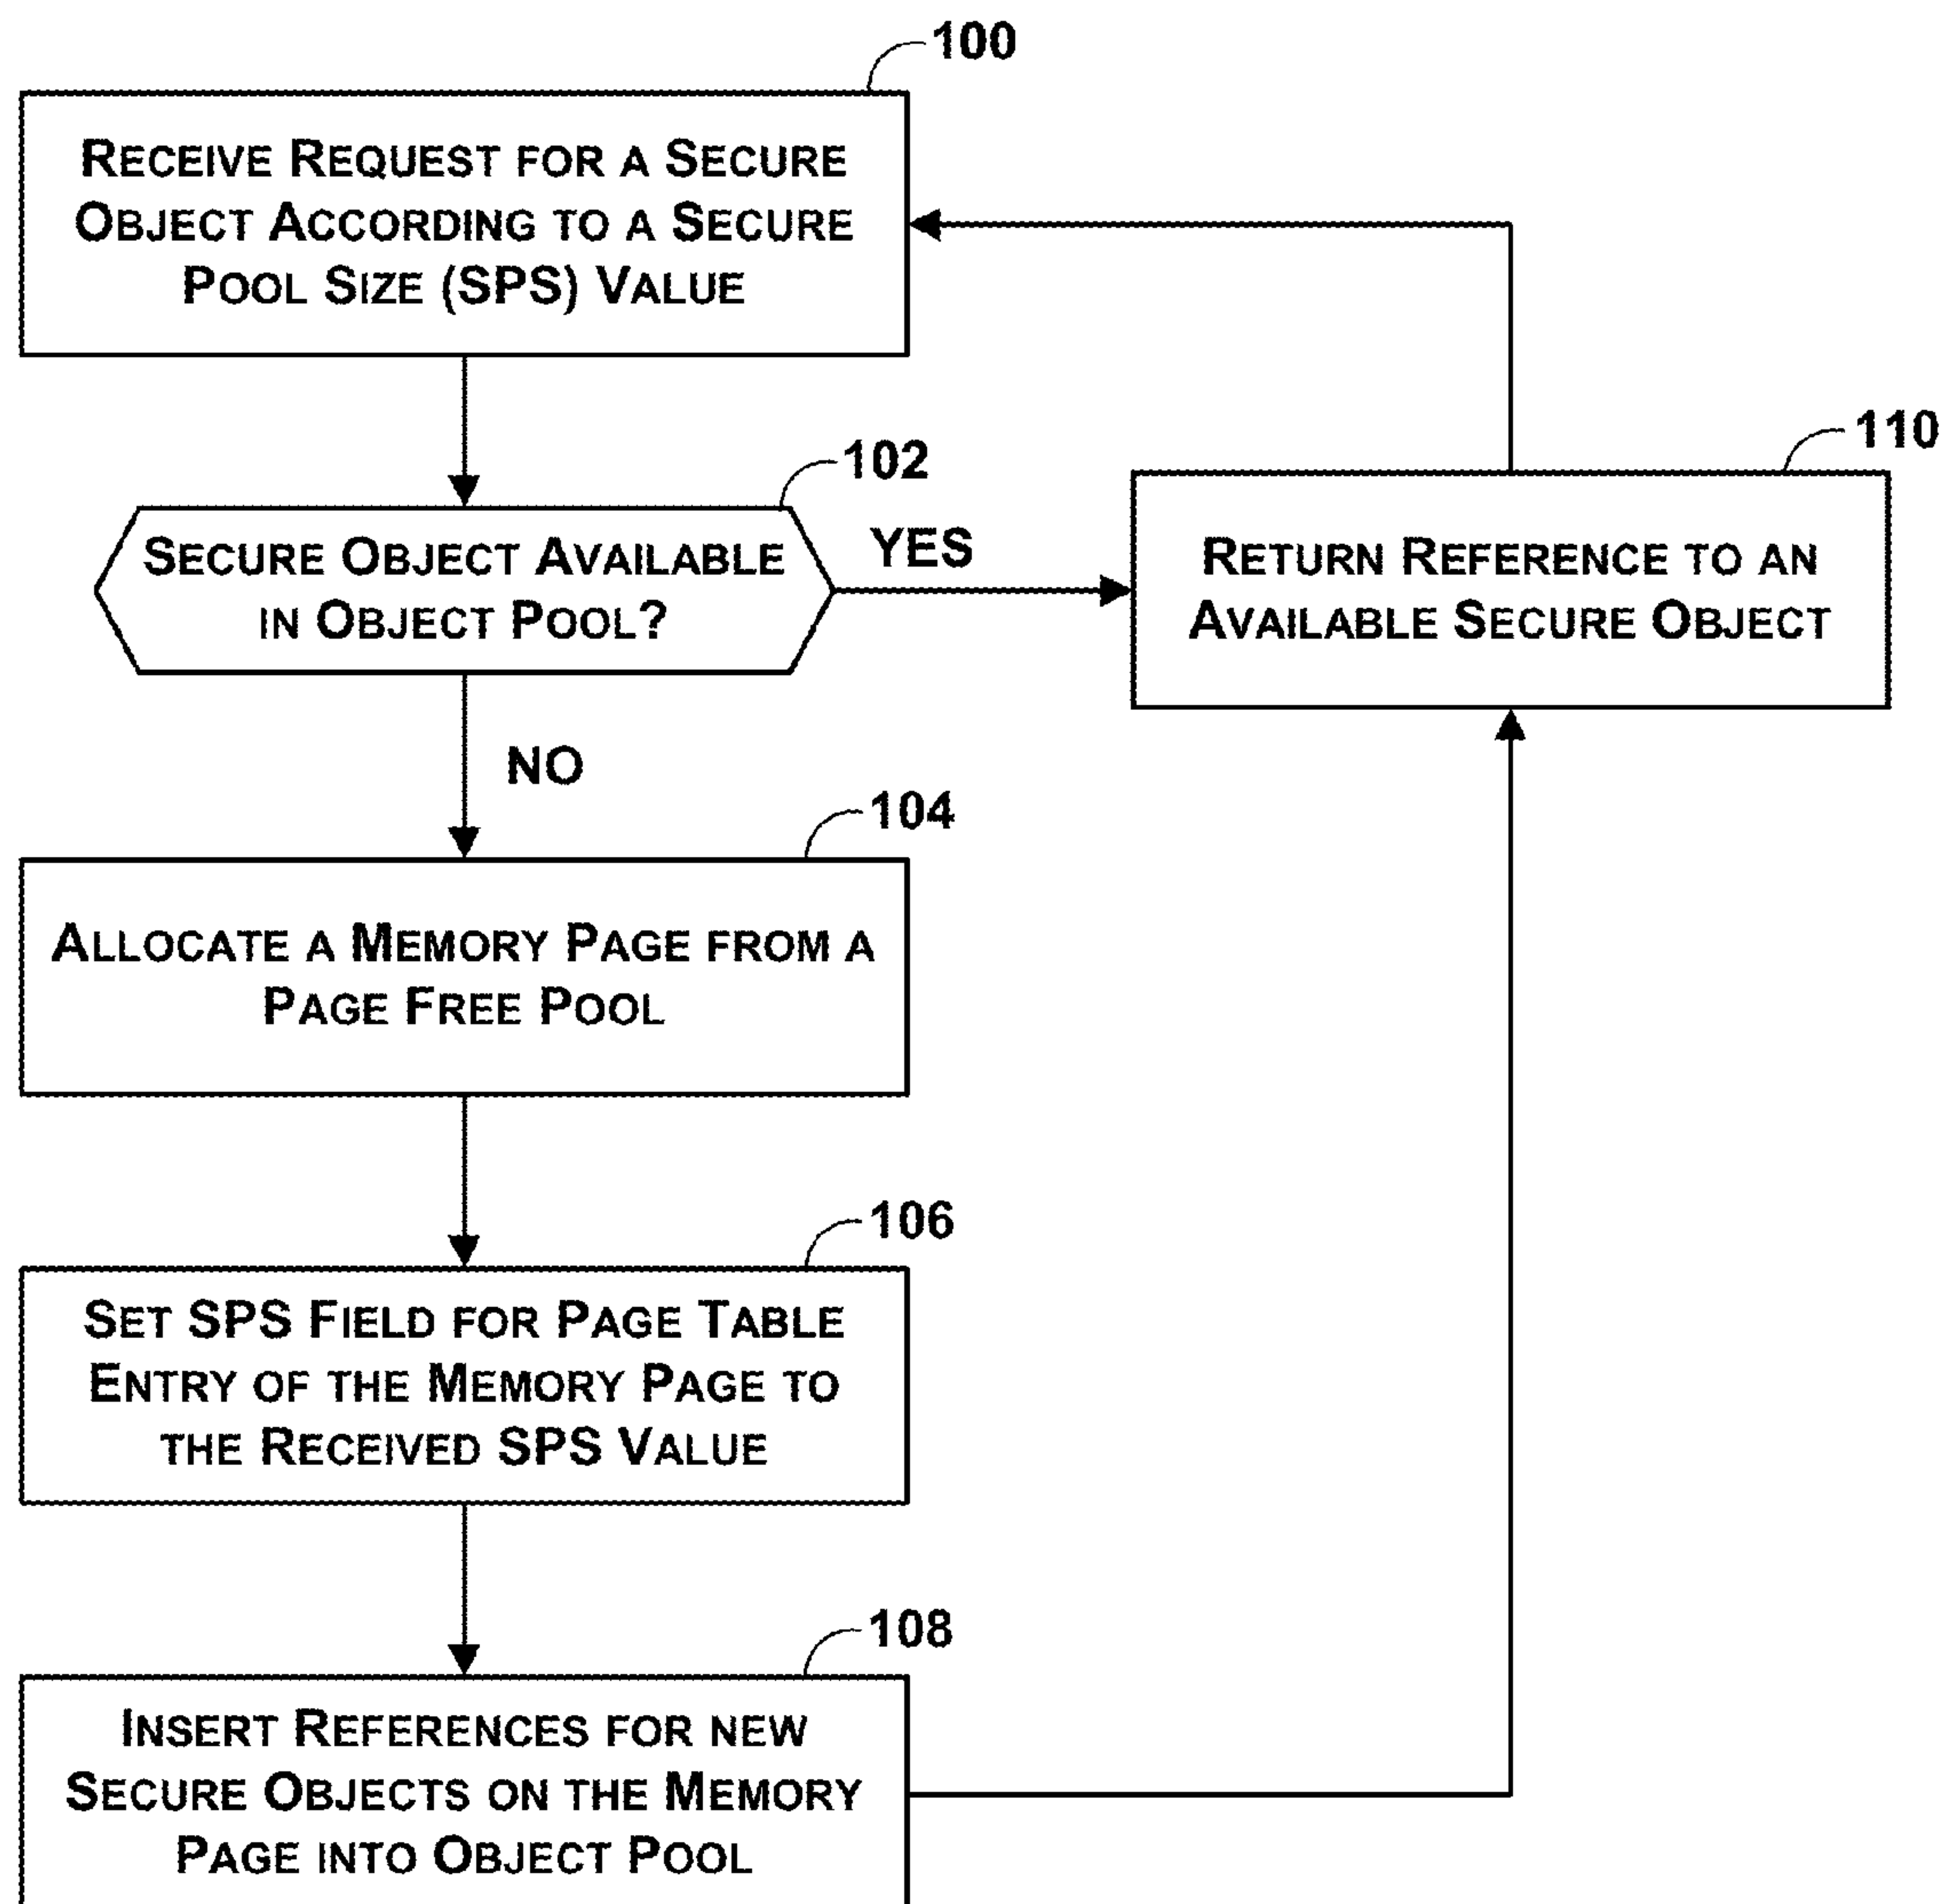 100
RECEIVE REQUEST FOR A SECURE
OBJECT ACCORDING TO A SECURE
POOL SIZE (SPS) VALUE
102
SECURE OBJECT AVAILABLE
IN OBJECT POOL?
YES
110
RETURN REFERENCE TO AN
AVAILABLE SECURE OBJECT
NO
104
ALLOCATE A MEMORY PAGE FROM A
PAGE FREE POOL
106
SET SPS FIELD FOR PAGE TABLE
ENTRY OF THE MEMORY PAGE TO
THE RECEIVED SPS VALUE
108
INSERT REFERENCES FOR NEW
SECURE OBJECTS ON THE MEMORY
PAGE INTO OBJECT POOL